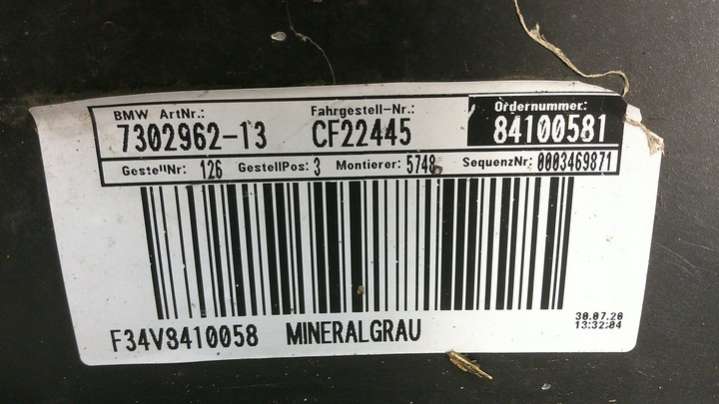 BMW ArtNr.: Fahrgestell-Nr.: Ordernummer:
7302962-13 CF22445 84100581
GestellNr: 126 GestellPos: 3 Montierer: 5748 SequenzNr: 0003469871
30.07.20
13:32:04
F34V8410058 MINERALGRAU